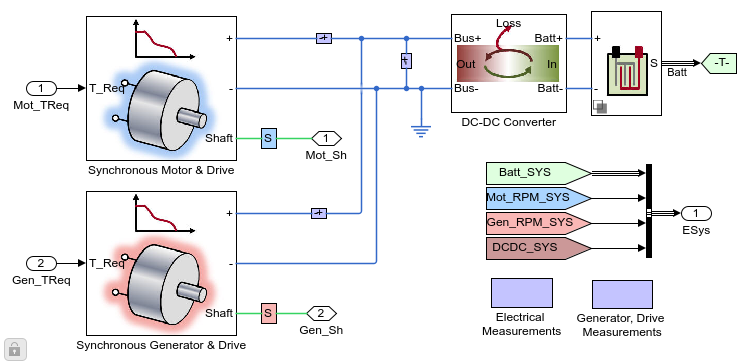 Loss
+
Bus+
Batt+
+
1
T_Req
Out
In
S
-T-
Batt
Mot_TReq
-
Bus-
Batt-
-
DC-DC Converter
Shaft
S
1
Mot_Sh
Synchronous Motor & Drive
Batt_SYS
Mot_RPM_SYS
+
1
Gen_RPM_SYS
ESys
DCDC_SYS
2
T_Req
-
Gen_TReq
Shaft
S
2
Gen_Sh
Electrical
Measurements
Generator, Drive
Measurements
Synchronous Generator & Drive